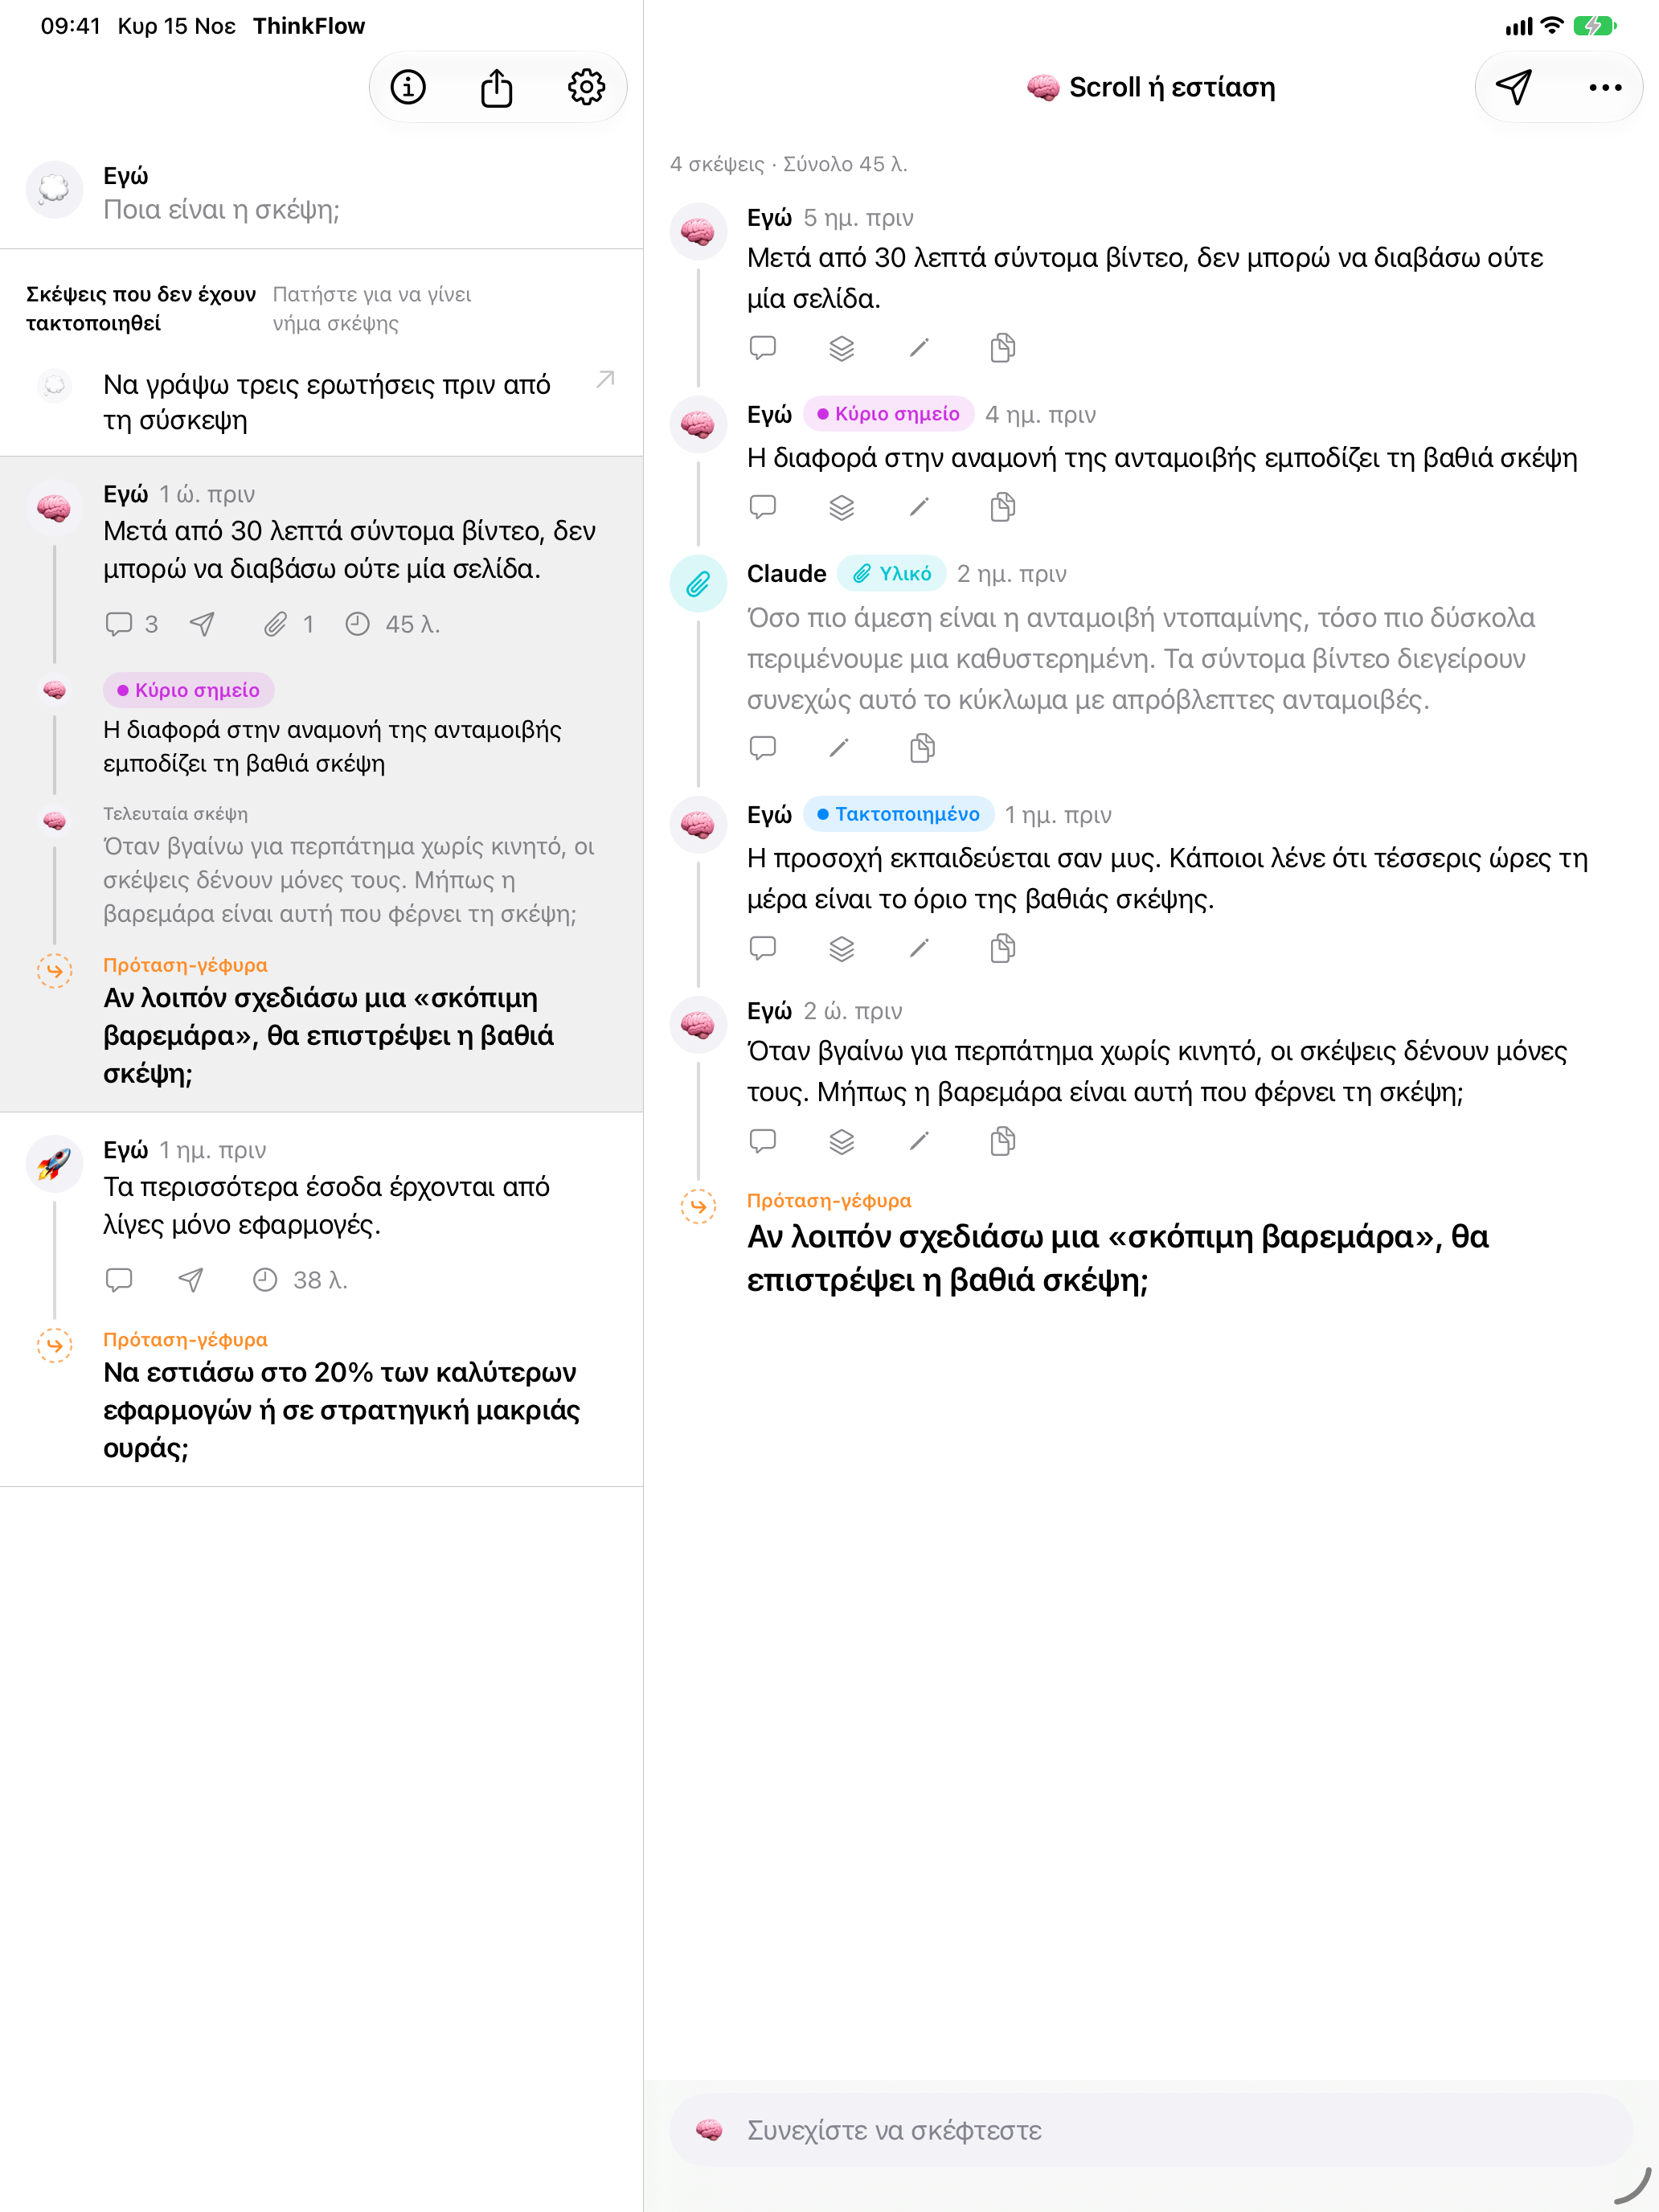 09:41 Κυρ 15 Νοε ThinkFlow
Εγώ
Ποια είναι η σκέψη;
Σκέψεις που δεν έχουν
τακτοποιηθεί
Πατήστε για να γίνει
νήμα σκέψης
Να γράψω τρεις ερωτήσεις πριν από
τη σύσκεψη
Εγώ 1 ώ. πριν
Μετά από 30 λεπτά σύντομα βίντεο, δεν
μπορώ να διαβάσω ούτε μία σελίδα.
3 1 45 λ.
Κύριο σημείο
Η διαφορά στην αναμονή της ανταμοιβής
εμποδίζει τη βαθιά σκέψη
Τελευταία σκέψη
Όταν βγαίνω για περπάτημα χωρίς κινητό, οι
σκέψεις δένουν μόνες τους. Μήπως η
βαρεμάρα είναι αυτή που φέρνει τη σκέψη;
Πρόταση-γέφυρα
Αν λοιπόν σχεδιάσω μια «σκόπιμη
βαρεμάρα», θα επιστρέψει η βαθιά
σκέψη;
Εγώ 1 ημ. πριν
Τα περισσότερα έσοδα έρχονται από
λίγες μόνο εφαρμογές.
38 λ.
Πρόταση-γέφυρα
Να εστιάσω στο 20% των καλύτερων
εφαρμογών ή σε στρατηγική μακριάς
ουράς;
Scroll ή εστίαση
4 σκέψεις · Σύνολο 45 λ.
Εγώ 5 ημ. πριν
Μετά από 30 λεπτά σύντομα βίντεο, δεν μπορώ να διαβάσω ούτε
μία σελίδα.
Εγώ Κύριο σημείο 4 ημ. πριν
Η διαφορά στην αναμονή της ανταμοιβής εμποδίζει τη βαθιά σκέψη
Claude Υλικό 2 ημ. πριν
Όσο πιο άμεση είναι η ανταμοιβή ντοπαμίνης, τόσο πιο δύσκολα
περιμένουμε μια καθυστερημένη. Τα σύντομα βίντεο διεγείρουν
συνεχώς αυτό το κύκλωμα με απρόβλεπτες ανταμοιβές.
Εγώ Τακτοποιημένο 1 ημ. πριν
Η προσοχή εκπαιδεύεται σαν μυς. Κάποιοι λένε ότι τέσσερις ώρες τη
μέρα είναι το όριο της βαθιάς σκέψης.
Εγώ 2 ώ. πριν
Όταν βγαίνω για περπάτημα χωρίς κινητό, οι σκέψεις δένουν μόνες
τους. Μήπως η βαρεμάρα είναι αυτή που φέρνει τη σκέψη;
Πρόταση-γέφυρα
Αν λοιπόν σχεδιάσω μια «σκόπιμη βαρεμάρα», θα
επιστρέψει η βαθιά σκέψη;
Συνεχίστε να σκέφτεστε